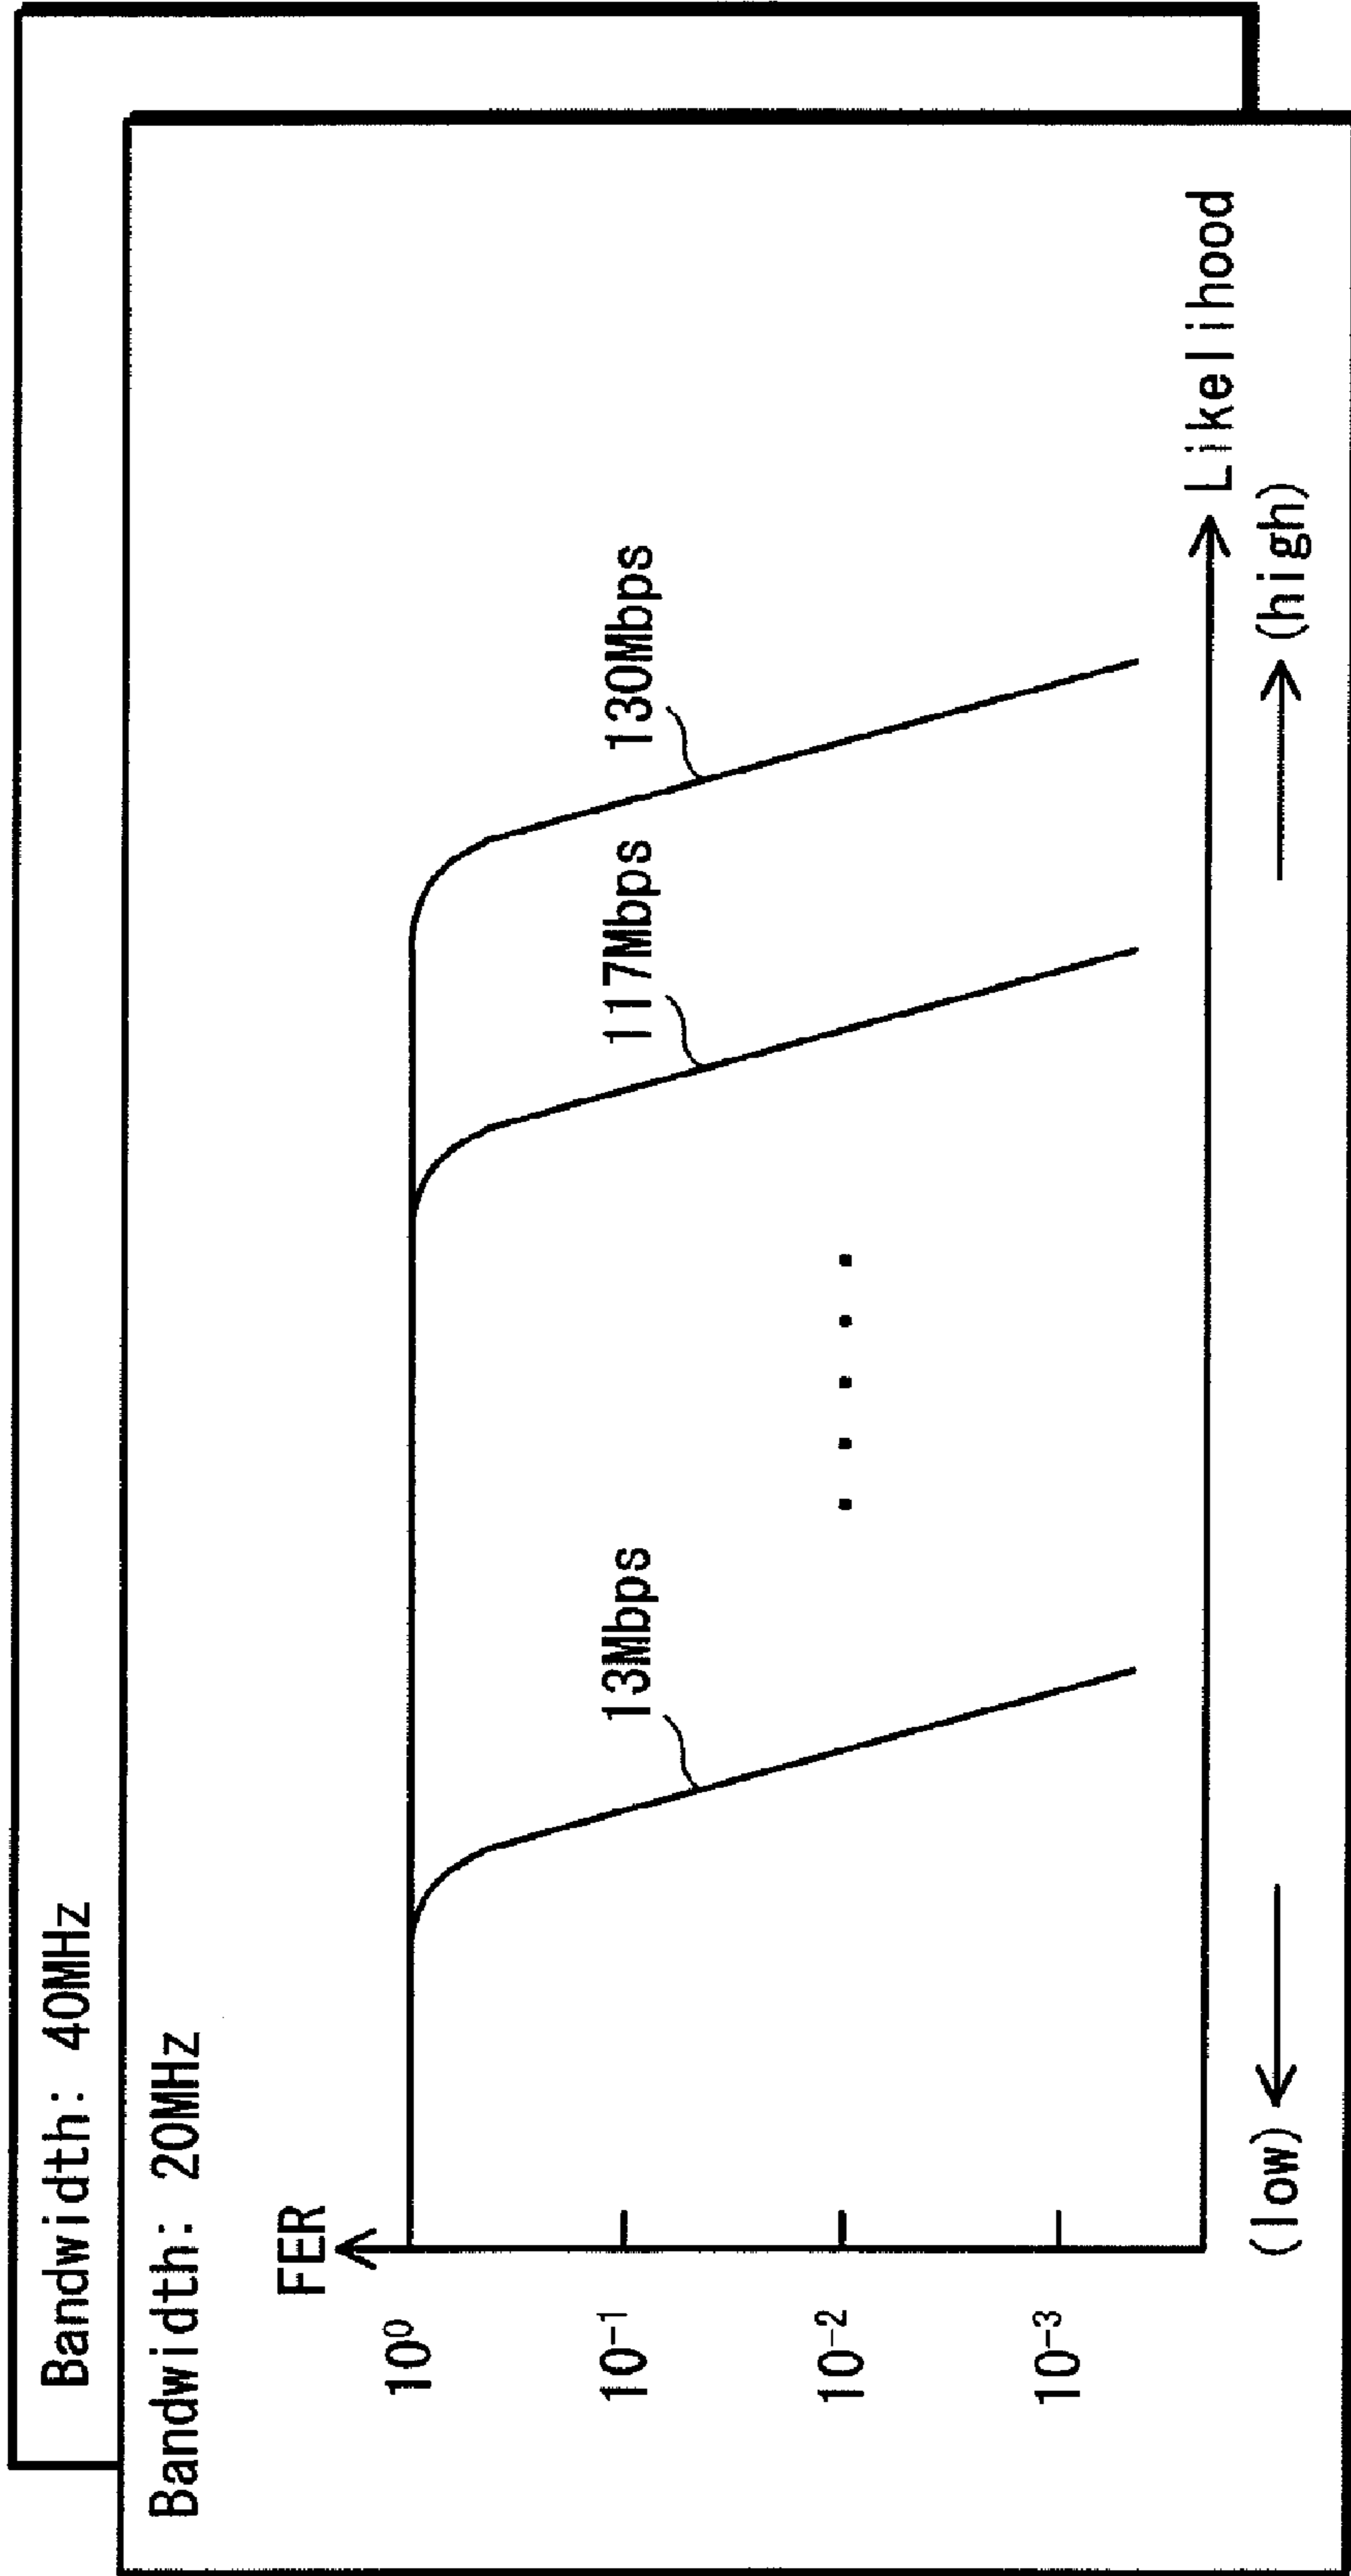 Bandwidth: 40MHz
Bandwidth: 20MHz
FER
10⁰
10⁻¹
10⁻²
10⁻³
13Mbps
117Mbps
130Mbps
Likelihood
(low)
(high)